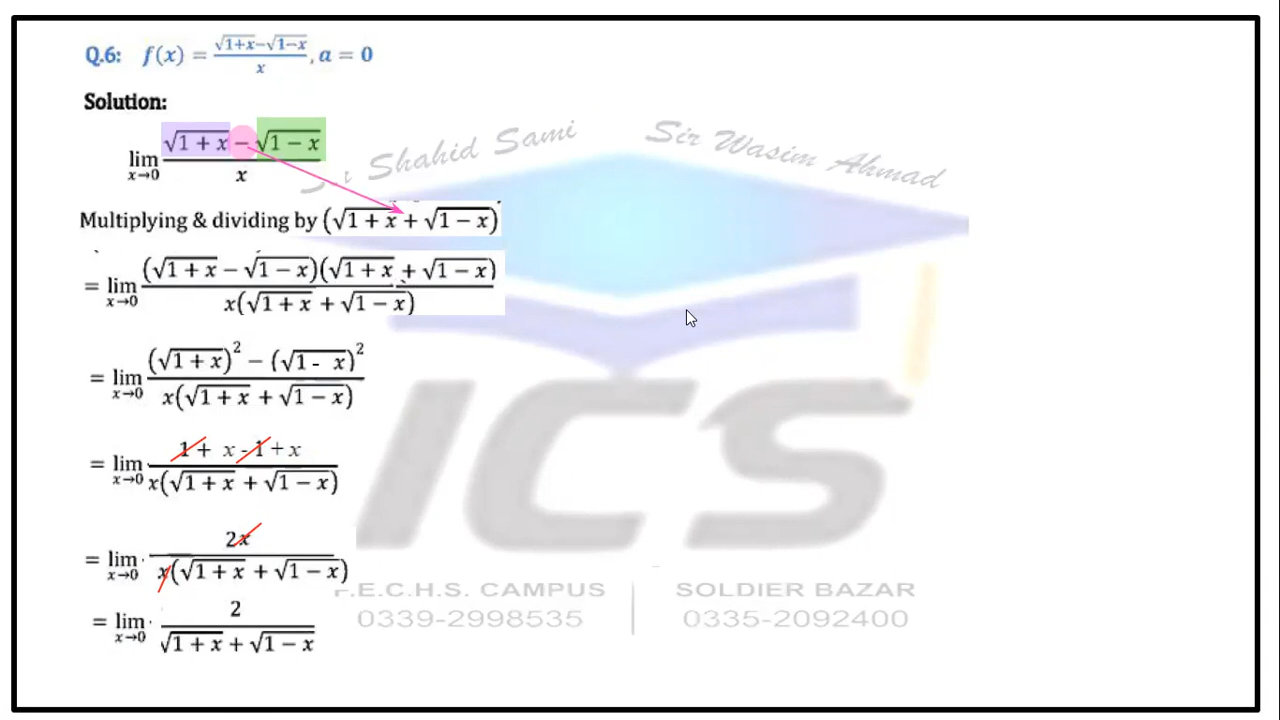 Q.6: f(x) = (√1+x−√1−x)/x, a = 0
Solution:
lim x→0 (√1 + x − √1 − x)/x
Shahid Sami Sir Wasim Ahmad
Multiplying & dividing by (√1 + x + √1 − x)
= lim x→0 (√1 + x − √1 − x)(√1 + x + √1 − x)/x(√1 + x + √1 − x)
= lim x→0 (√1 + x)² − (√1 - x)²/x(√1 + x + √1 − x)
= lim x→0 1 + x - 1 + x/x(√1 + x + √1 − x)
= lim x→0 2x/x(√1 + x + √1 − x)
= lim x→0 2/√1 + x + √1 − x
ICS
.E.C.H.S. CAMPUS
0339-2998535
SOLDIER BAZAR
0335-2092400